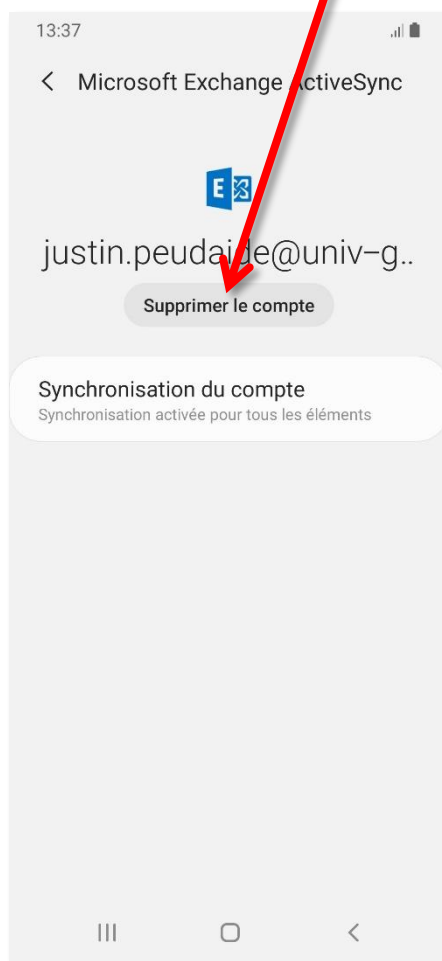 13:37
Microsoft Exchange ActiveSync
justin.peudaide@univ-g..
Supprimer le compte
Synchronisation du compte
Synchronisation activée pour tous les éléments